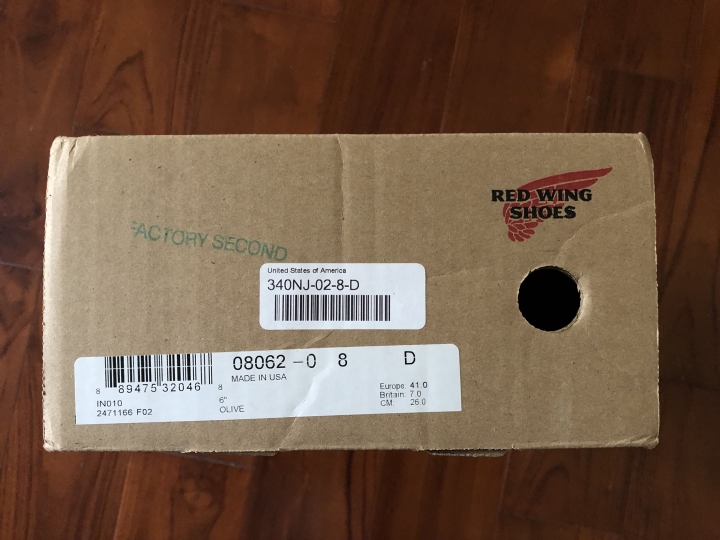 RED WING
SHOES
FACTORY SECOND
United States of America
340NJ-02-8-D
08062 -0 8 D
MADE IN USA
8 89475 32046 8
IN010
2471166 F02
6"
OLIVE
Europe: 41.0
Britain: 7.0
CM: 26.0